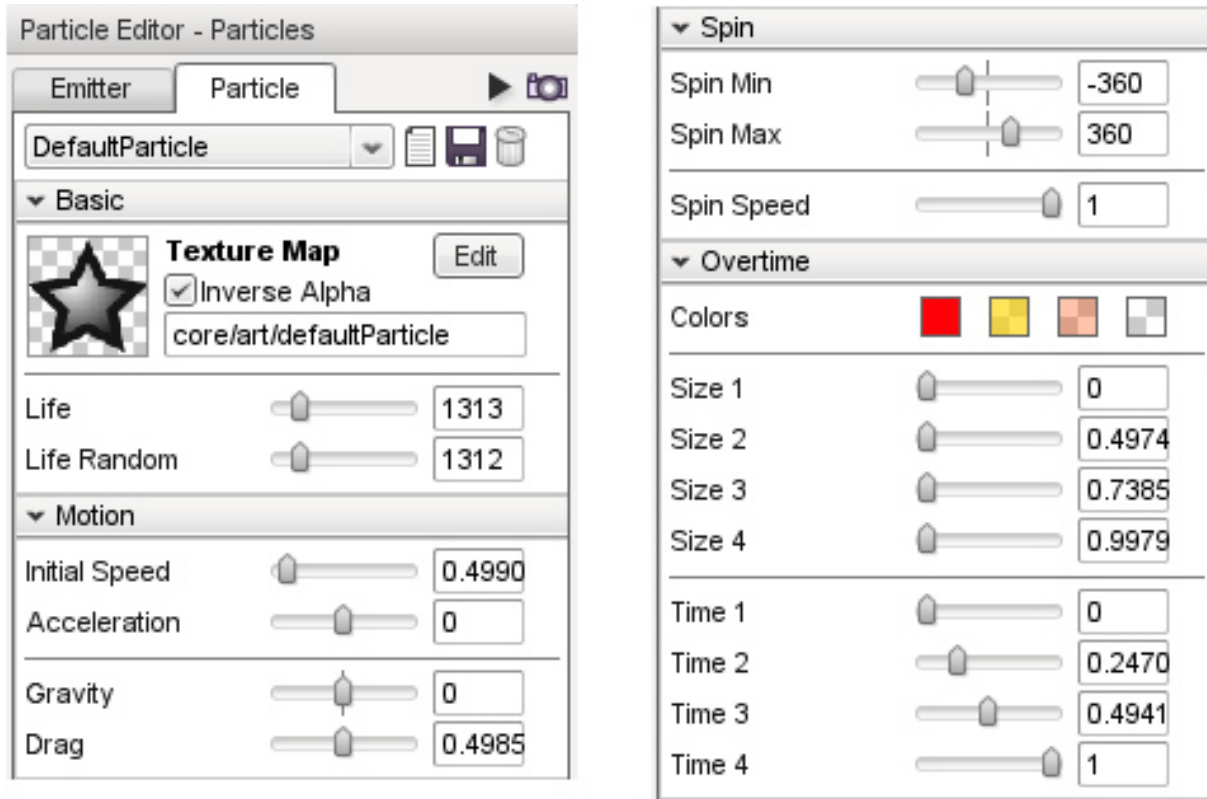 Particle Editor - Particles
Emitter Particle
DefaultParticle
Basic
Texture Map Edit
Inverse Alpha
core/art/defaultParticle
Life 1313
Life Random 1312
Motion
Initial Speed 0.4990
Acceleration 0
Gravity 0
Drag 0.4985
Spin
Spin Min -360
Spin Max 360
Spin Speed 1
Overtime
Colors
Size 1 0
Size 2 0.4974
Size 3 0.7385
Size 4 0.9979
Time 1 0
Time 2 0.2470
Time 3 0.4941
Time 4 1